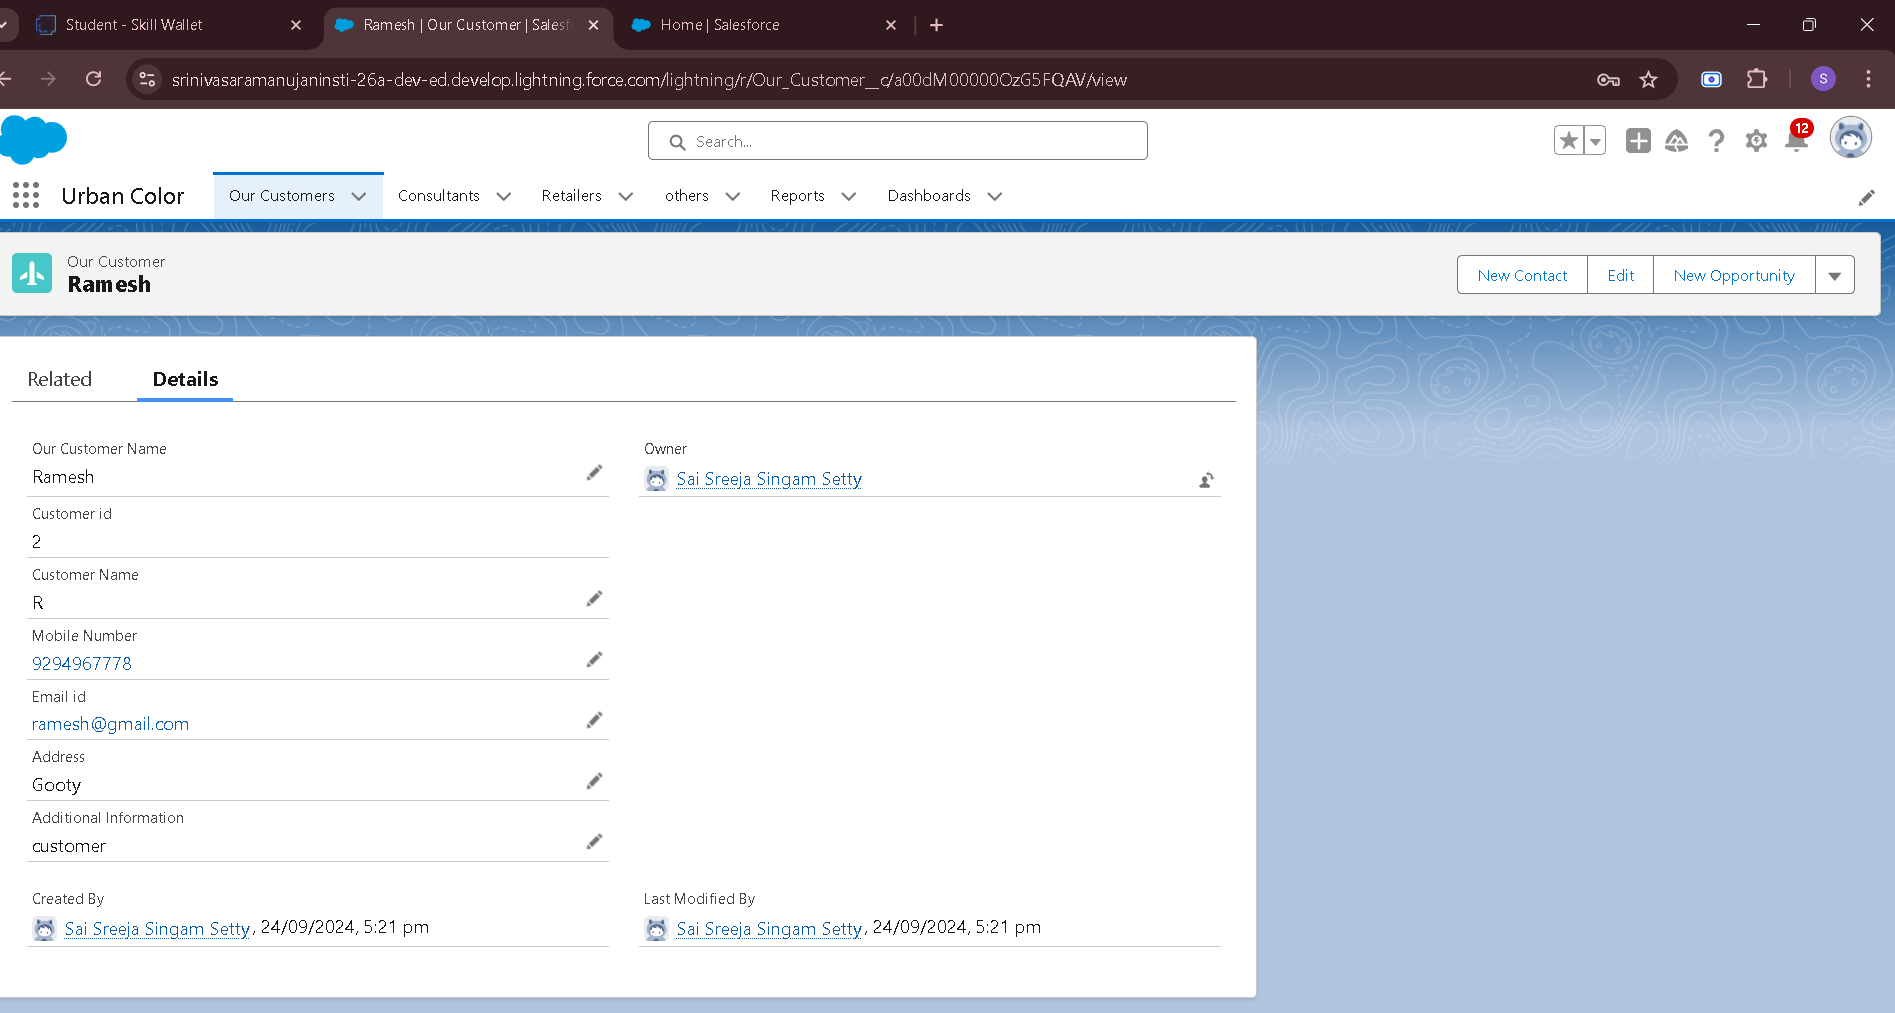 Student - Skill Wallet
Ramesh | Our Customer | Salesf
Home | Salesforce
srinivasaramanujaninsti-26a-dev-ed.develop.lightning.force.com/lightning/r/Our_Customer__c/a00dM00000OzG5FQAV/view
S
Search...
12
Urban Color
Our Customers
Consultants
Retailers
others
Reports
Dashboards
Our Customer
Ramesh
New Contact
Edit
New Opportunity
Related
Details
Our Customer Name
Ramesh
Owner
Sai Sreeja Singam Setty
Customer id
2
Customer Name
R
Mobile Number
9294967778
Email id
ramesh@gmail.com
Address
Gooty
Additional Information
customer
Created By
Sai Sreeja Singam Setty, 24/09/2024, 5:21 pm
Last Modified By
Sai Sreeja Singam Setty, 24/09/2024, 5:21 pm